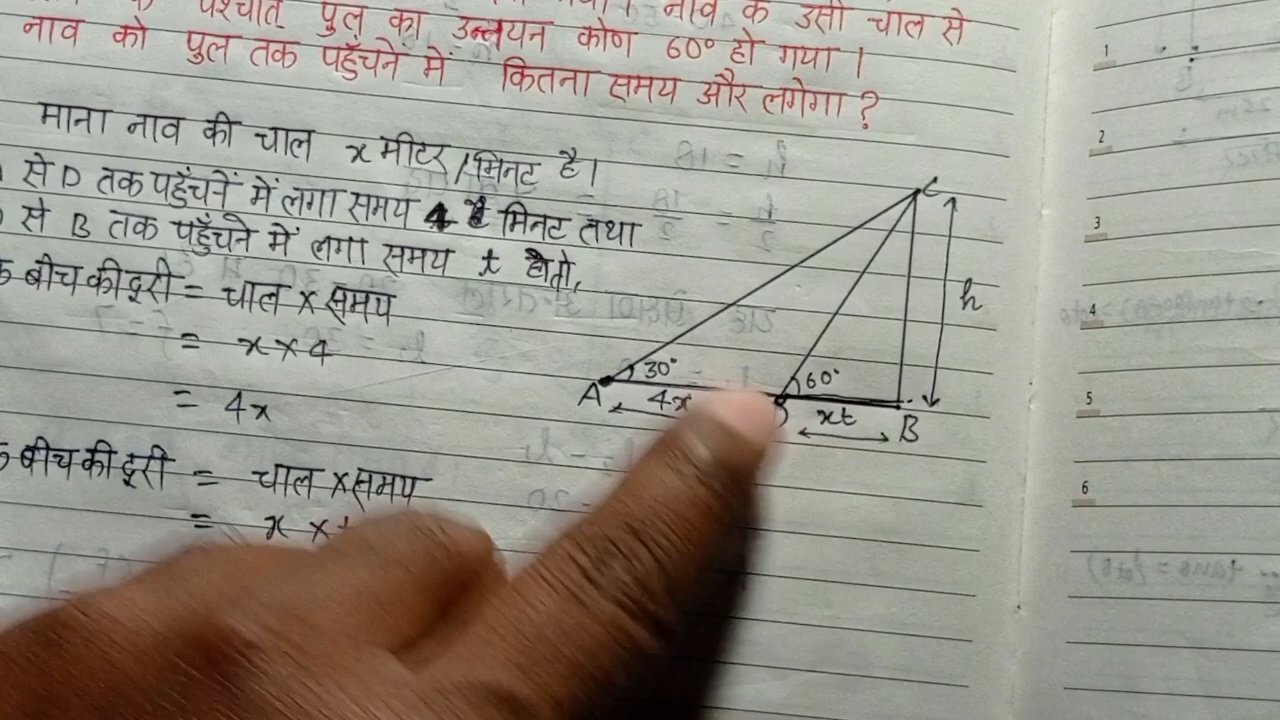 पश्चात् पुल का उन्नयन कोण 60° हो गया। नाव के उसी चाल से
नाव को पुल तक पहुँचनें में कितना समय और लगेगा?
माना नाव की चाल x मीटर/मिनट है।
से D तक पहुँचनें में लगा समय 4 मिनट तथा
से B तक पहुँचने में लगा समय t हो तो,
के बीच की दूरी = चाल × समय
= x × 4
= 4x
के बीच की दूरी = चाल × समय
= x ×
C
h
30°
60°
A
4x
xt
B
1
2
3
4
5
6